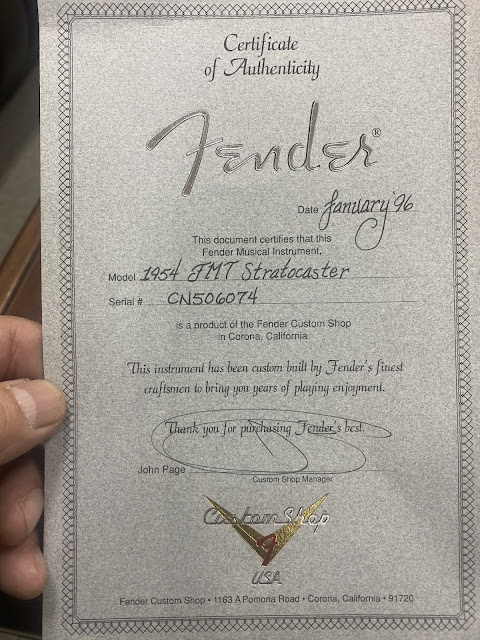 Certificate
of Authenticity
Fender®
Date January '96
This document certifies that this
Fender Musical Instrument.
Model 1954 FMT Stratocaster
Serial # CN506074
is a product of the Fender Custom Shop
in Corona, California
This instrument has been custom built by Fender's finest
craftsmen to bring you years of playing enjoyment.
Thank you for purchasing Fender's best.
John Page
Custom Shop Manager
Custom Shop
USA
Fender Custom Shop • 1163 A Pomona Road • Corona, California • 91720